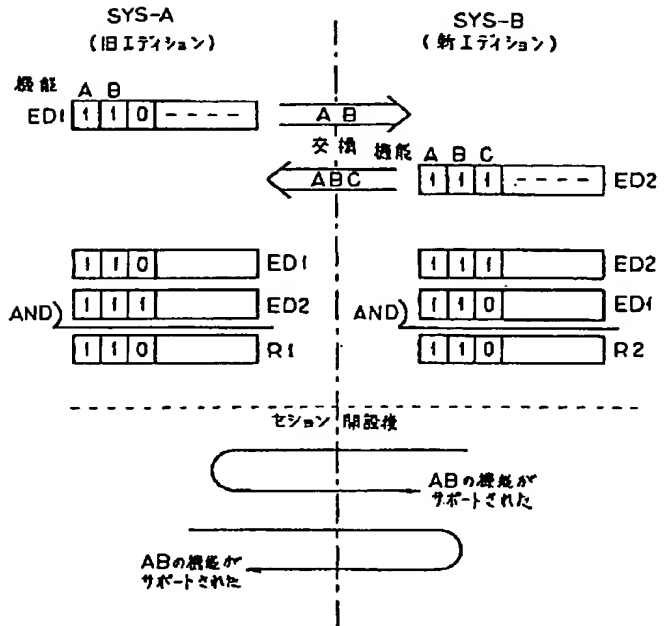 SYS-A
(旧エディション)
SYS-B
(新エディション)
機能 A B
ED1 1 1 0 ----
AB
交換
機能 A B C
ABC
1 1 1 ---- ED2
1 1 0 ED1
AND) 1 1 1 ED2
1 1 0 R1
1 1 1 ED2
AND) 1 1 0 ED1
1 1 0 R2
セション開設後
ABの機能が
サポートされた
ABの機能が
サポートされた